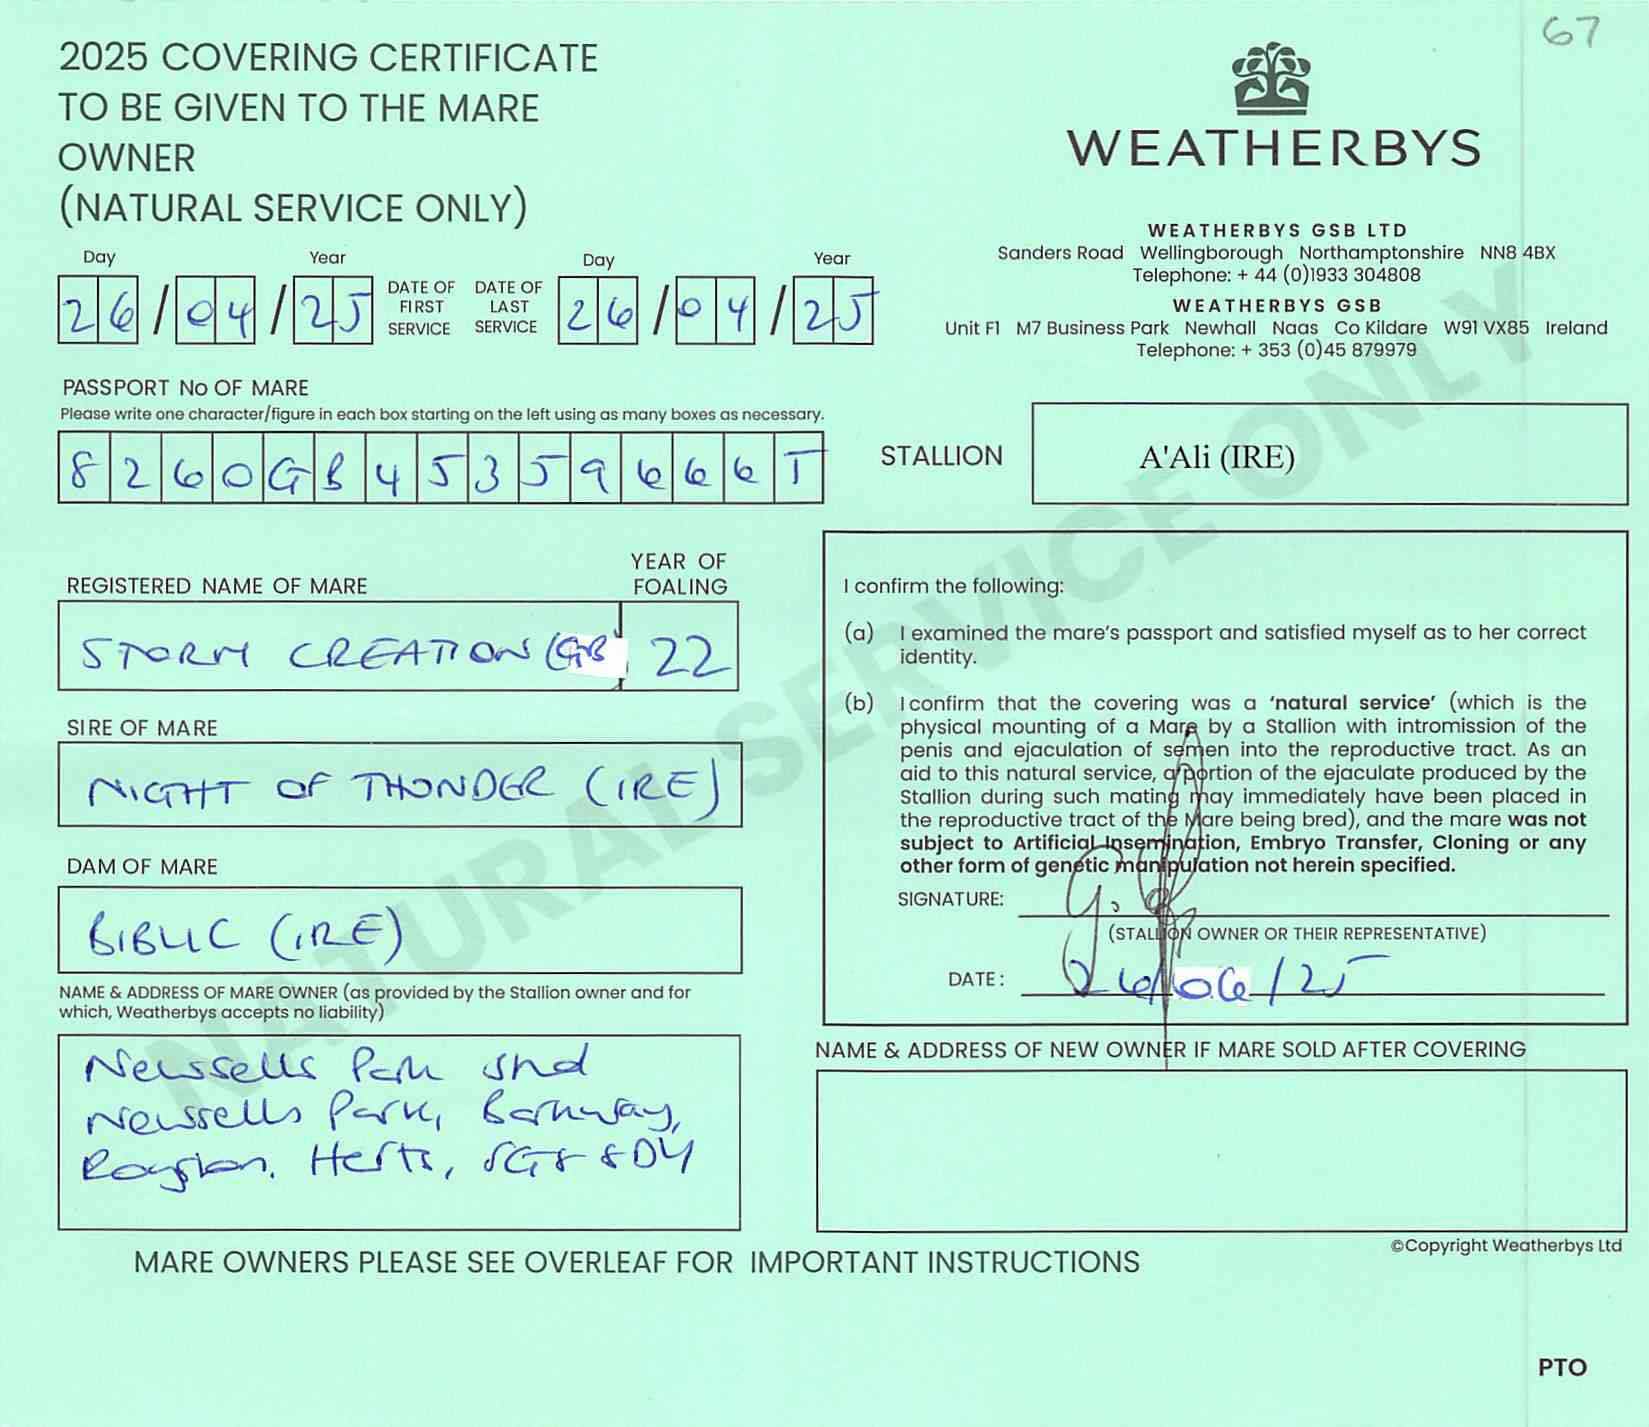 67
2025 COVERING CERTIFICATE
TO BE GIVEN TO THE MARE
OWNER
(NATURAL SERVICE ONLY)
WEATHERBYS
WEATHERBYS GSB LTD
Sanders Road Wellingborough Northamptonshire NN8 4BX
Telephone: + 44 (0)1933 304808
WEATHERBYS GSB
Unit F1 M7 Business Park Newhall Naas Co Kildare W91 VX85 Ireland
Telephone: + 353 (0)45 879979
Day Year
26/04/25
DATE OF
FIRST
SERVICE
DATE OF
LAST
SERVICE
Day Year
26/04/25
PASSPORT No OF MARE
Please write one character/figure in each box starting on the left using as many boxes as necessary.
8260GB45359666T
STALLION
A'Ali (IRE)
REGISTERED NAME OF MARE
STORM CREATION (GB)
YEAR OF
FOALING
22
SIRE OF MARE
NIGHT OF THUNDER (IRE)
DAM OF MARE
BIBLIC (IRE)
NAME & ADDRESS OF MARE OWNER (as provided by the Stallion owner and for
which, Weatherbys accepts no liability)
Newsells Park Stud
Newsells Park, Barkway,
Royston, Herts, SG8 8DY
I confirm the following:
(a) I examined the mare's passport and satisfied myself as to her correct
identity.
(b) I confirm that the covering was a 'natural service' (which is the
physical mounting of a Mare by a Stallion with intromission of the
penis and ejaculation of semen into the reproductive tract. As an
aid to this natural service, a portion of the ejaculate produced by the
Stallion during such mating may immediately have been placed in
the reproductive tract of the Mare being bred), and the mare was not
subject to Artificial Insemination, Embryo Transfer, Cloning or any
other form of genetic manipulation not herein specified.
SIGNATURE:
(STALLION OWNER OR THEIR REPRESENTATIVE)
DATE: 26/06/25
NAME & ADDRESS OF NEW OWNER IF MARE SOLD AFTER COVERING
©Copyright Weatherbys Ltd
MARE OWNERS PLEASE SEE OVERLEAF FOR IMPORTANT INSTRUCTIONS
PTO
NATURAL SERVICE ONLY